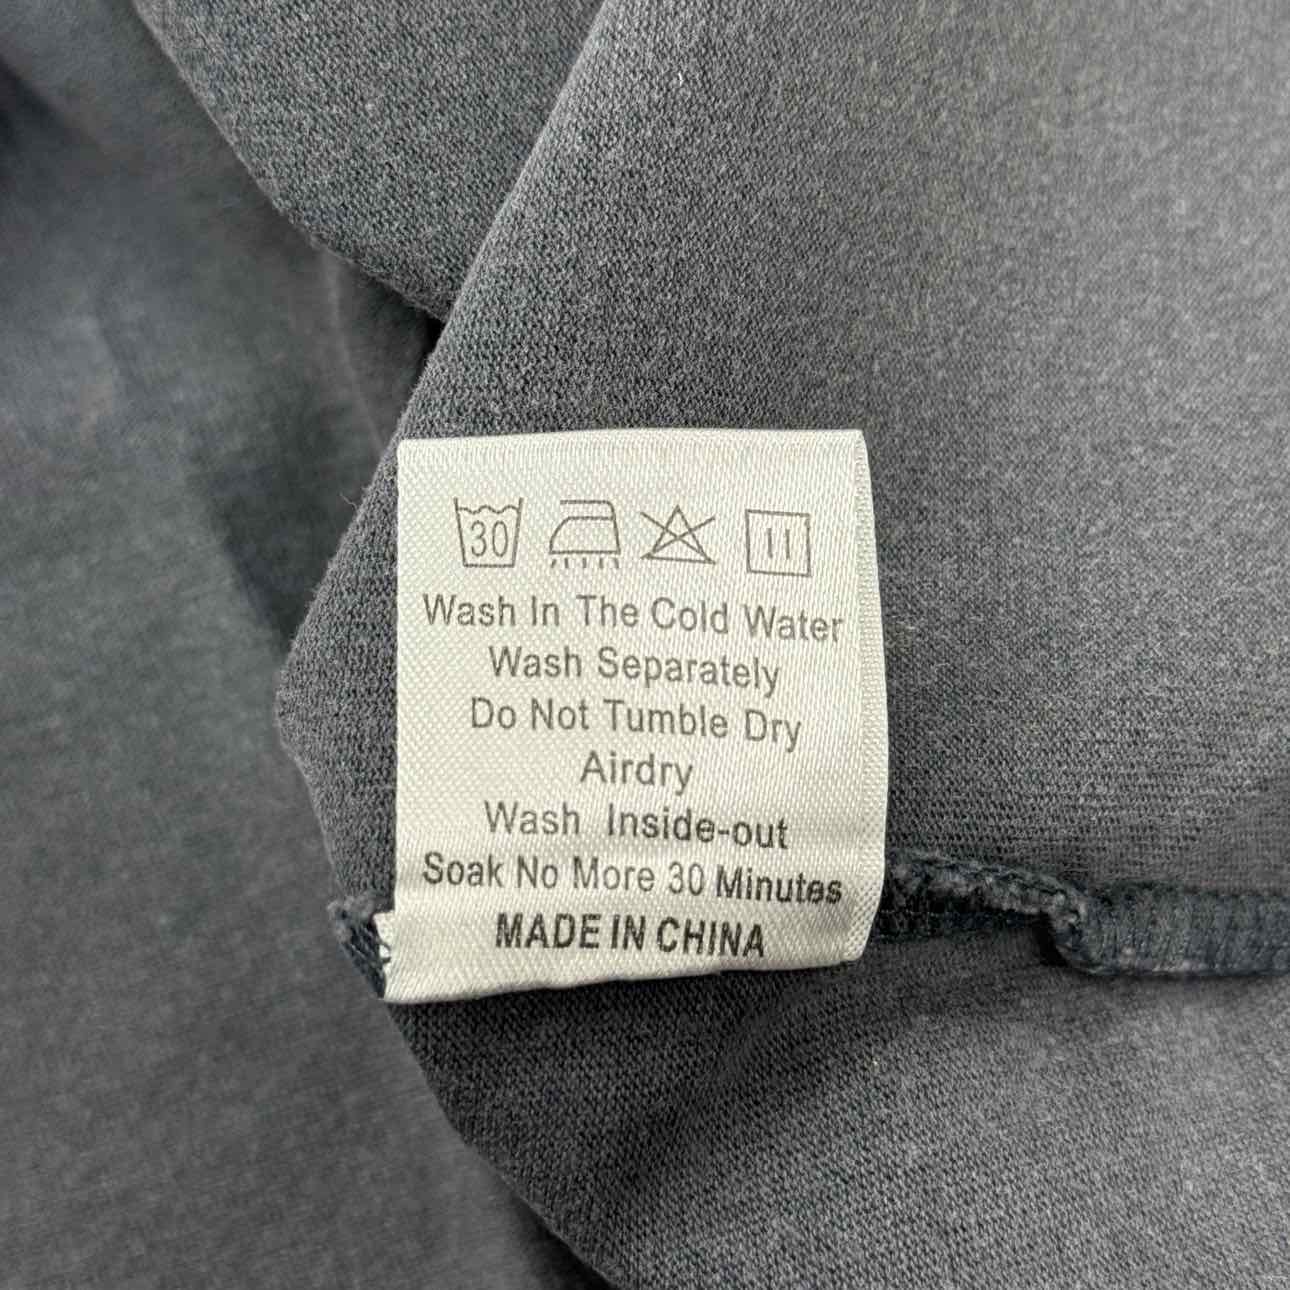 30
Wash In The Cold Water
Wash Separately
Do Not Tumble Dry
Airdry
Wash Inside-out
Soak No More 30 Minutes
MADE IN CHINA